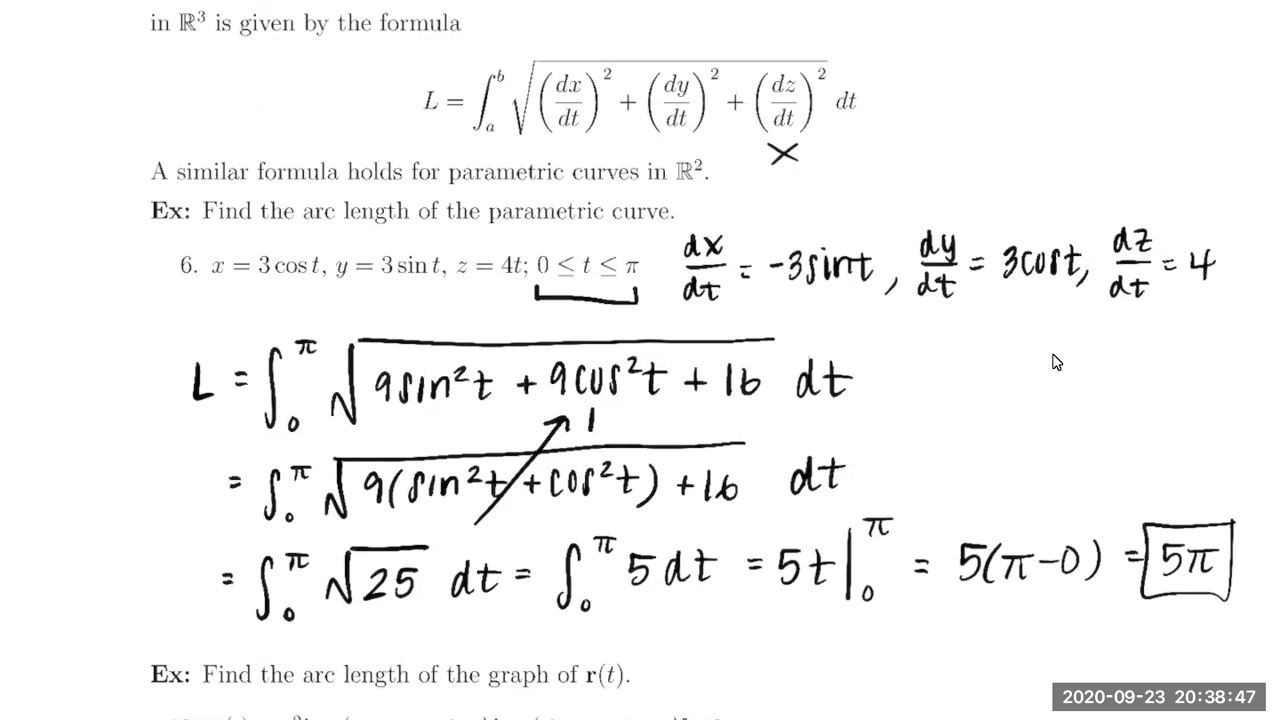 in ℝ³ is given by the formula
L = ∫_a^b √((dx/dt)² + (dy/dt)² + (dz/dt)²) dt
×
A similar formula holds for parametric curves in ℝ².
Ex: Find the arc length of the parametric curve.
6. x = 3 cos t, y = 3 sin t, z = 4t; 0 ≤ t ≤ π dx/dt = -3sint, dy/dt = 3cost, dz/dt = 4
L = ∫_0^π √(9sin²t + 9cos²t + 16) dt
1
= ∫_0^π √(9(sin²t + cos²t) + 16) dt
= ∫_0^π √25 dt = ∫_0^π 5 dt = 5t|_0^π = 5(π-0) = 5π
Ex: Find the arc length of the graph of r(t).
2020-09-23 20:38:47